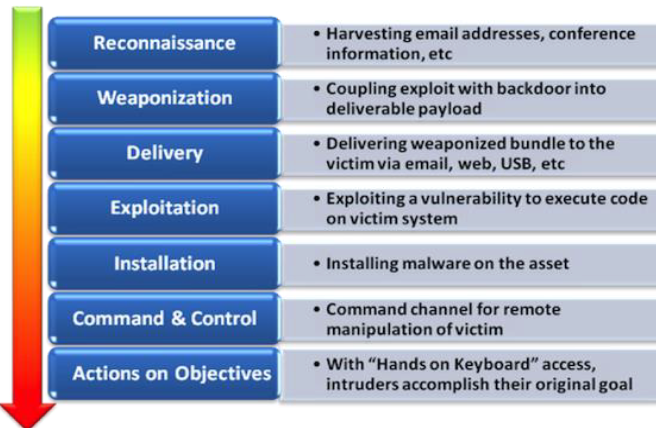 Reconnaissance
• Harvesting email addresses, conference
information, etc
Weaponization
• Coupling exploit with backdoor into
deliverable payload
Delivery
• Delivering weaponized bundle to the
victim via email, web, USB, etc
Exploitation
• Exploiting a vulnerability to execute code
on victim system
Installation
• Installing malware on the asset
Command & Control
• Command channel for remote
manipulation of victim
Actions on Objectives
• With “Hands on Keyboard” access,
intruders accomplish their original goal